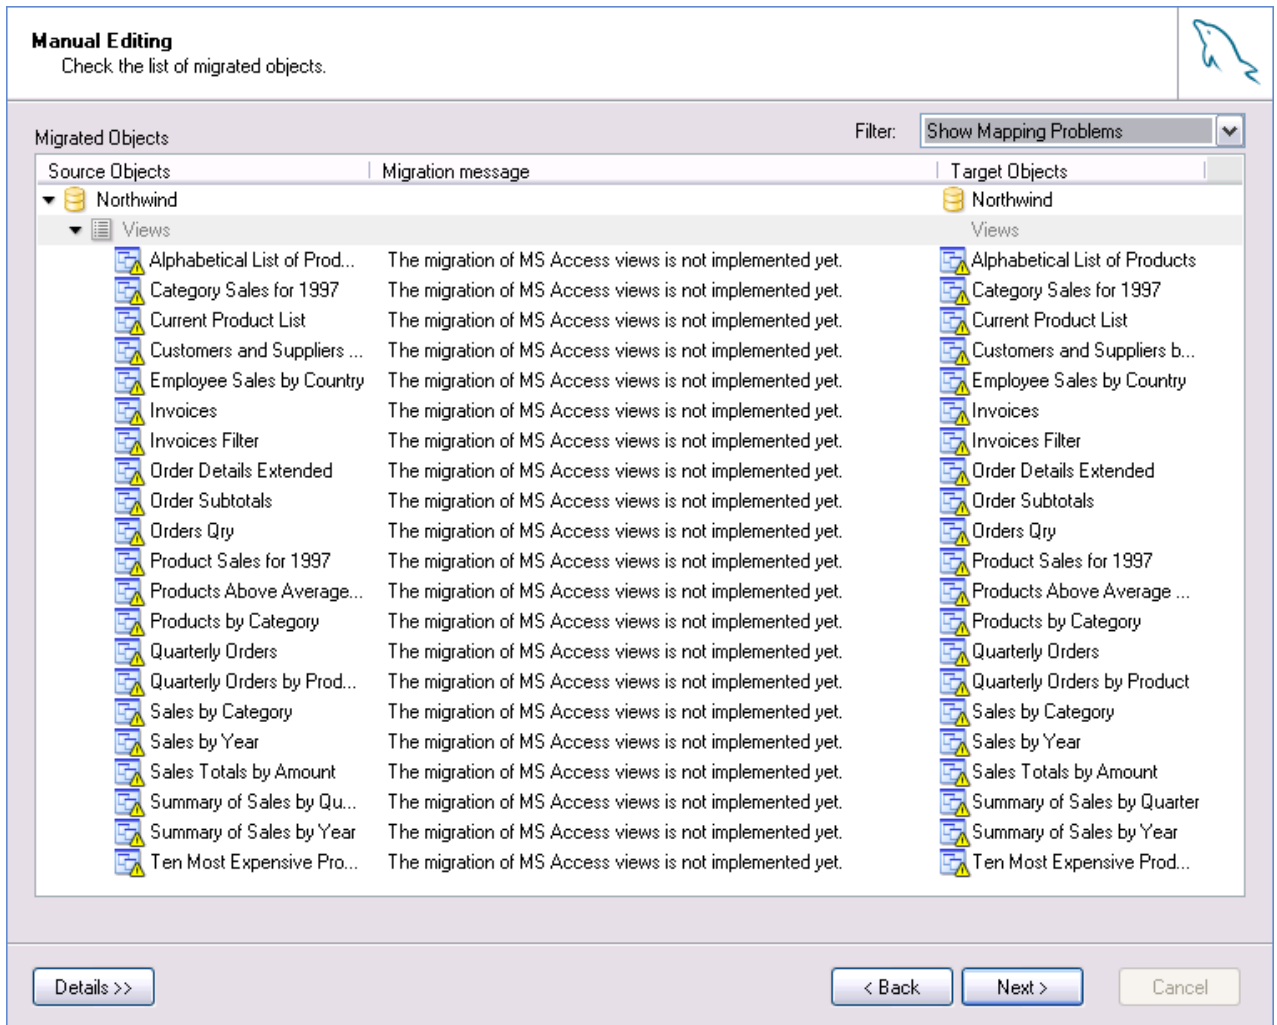 Manual Editing
Check the list of migrated objects.
Migrated Objects Filter: Show Mapping Problems
Source Objects Migration message Target Objects
Northwind Northwind
Views Views
Alphabetical List of Prod... The migration of MS Access views is not implemented yet. Alphabetical List of Products
Category Sales for 1997 The migration of MS Access views is not implemented yet. Category Sales for 1997
Current Product List The migration of MS Access views is not implemented yet. Current Product List
Customers and Suppliers ... The migration of MS Access views is not implemented yet. Customers and Suppliers b...
Employee Sales by Country The migration of MS Access views is not implemented yet. Employee Sales by Country
Invoices The migration of MS Access views is not implemented yet. Invoices
Invoices Filter The migration of MS Access views is not implemented yet. Invoices Filter
Order Details Extended The migration of MS Access views is not implemented yet. Order Details Extended
Order Subtotals The migration of MS Access views is not implemented yet. Order Subtotals
Orders Qry The migration of MS Access views is not implemented yet. Orders Qry
Product Sales for 1997 The migration of MS Access views is not implemented yet. Product Sales for 1997
Products Above Average... The migration of MS Access views is not implemented yet. Products Above Average ...
Products by Category The migration of MS Access views is not implemented yet. Products by Category
Quarterly Orders The migration of MS Access views is not implemented yet. Quarterly Orders
Quarterly Orders by Prod... The migration of MS Access views is not implemented yet. Quarterly Orders by Product
Sales by Category The migration of MS Access views is not implemented yet. Sales by Category
Sales by Year The migration of MS Access views is not implemented yet. Sales by Year
Sales Totals by Amount The migration of MS Access views is not implemented yet. Sales Totals by Amount
Summary of Sales by Qu... The migration of MS Access views is not implemented yet. Summary of Sales by Quarter
Summary of Sales by Year The migration of MS Access views is not implemented yet. Summary of Sales by Year
Ten Most Expensive Pro... The migration of MS Access views is not implemented yet. Ten Most Expensive Prod...
Details >> < Back Next > Cancel